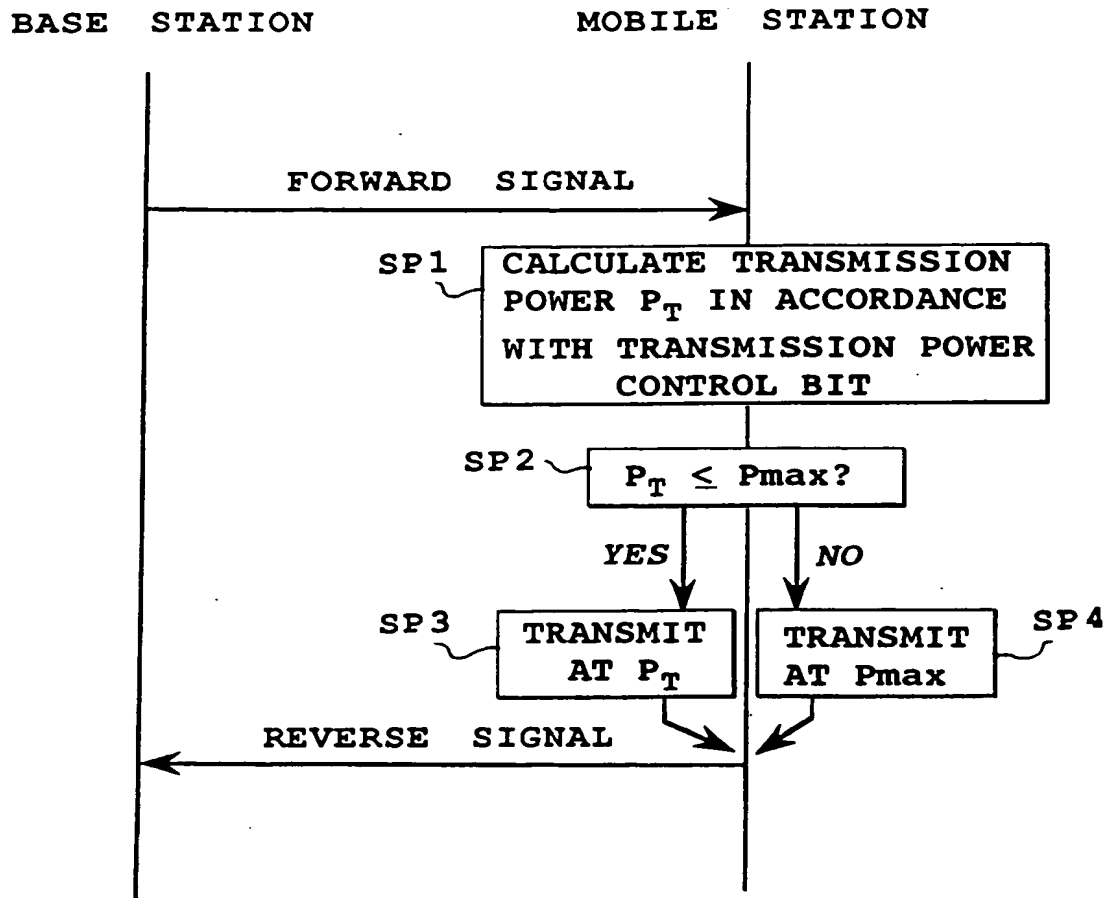 BASE STATION
MOBILE STATION
FORWARD SIGNAL
SP1
CALCULATE TRANSMISSION
POWER P_T IN ACCORDANCE
WITH TRANSMISSION POWER
CONTROL BIT
SP2
P_T ≤ Pmax?
YES
NO
SP3
TRANSMIT
AT P_T
TRANSMIT
AT Pmax
SP4
REVERSE SIGNAL